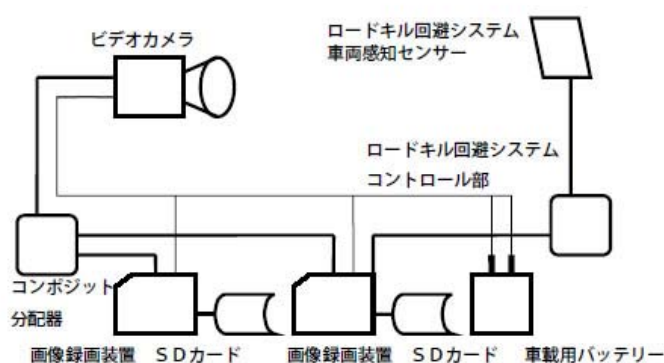 ビデオカメラ
ロードキル回避システム
車両感知センサー
ロードキル回避システム
コントロール部
コンポジット
分配器
画像録画装置 ＳＤカード 画像録画装置 ＳＤカード 車載用バッテリー